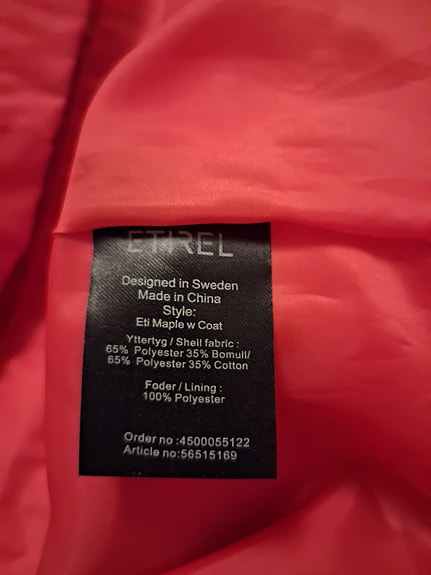 ETIREL
Designed in Sweden
Made in China
Style:
Eti Maple w Coat
Yttertyg / Shell fabric :
65% Polyester 35% Bomull/
65% Polyester 35% Cotton
Foder / Lining :
100% Polyester
Order no :4500055122
Article no:56515169